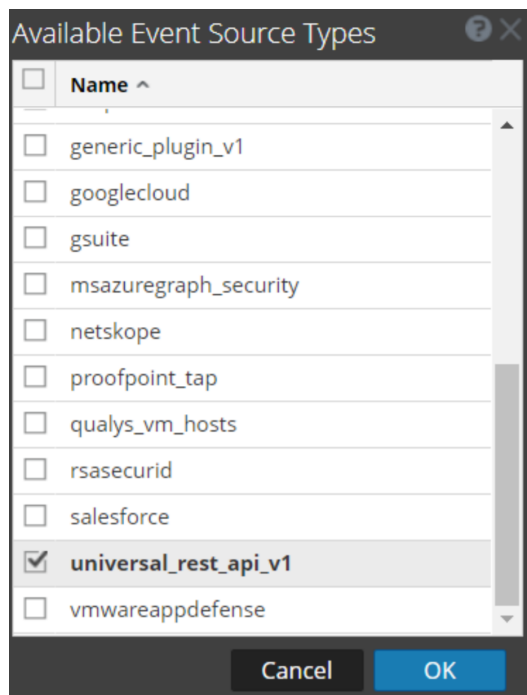 Available Event Source Types
Name
generic_plugin_v1
googlecloud
gsuite
msazuregraph_security
netskope
proofpoint_tap
qualys_vm_hosts
rsasecurid
salesforce
universal_rest_api_v1
vmwareappdefense
Cancel OK